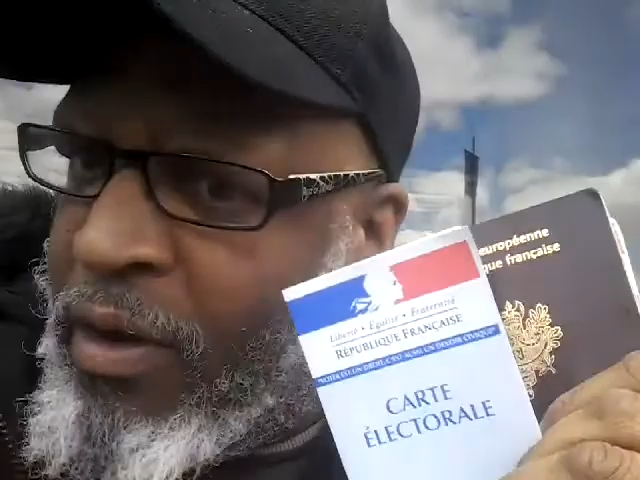 européenne
que française
Liberté • Égalité • Fraternité
RÉPUBLIQUE FRANÇAISE
"VOTER EST UN DROIT, C'EST AUSSI UN DEVOIR CIVIQUE"
CARTE
ÉLECTORALE